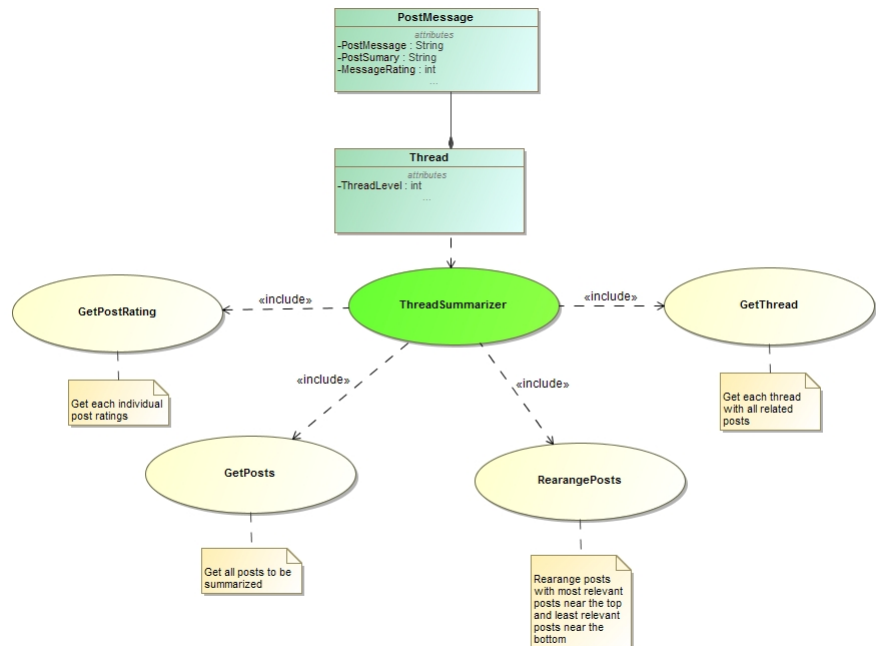 PostMessage
attributes
-PostMessage : String
-PostSumary : String
-MessageRating : int
...
Thread
attributes
-ThreadLevel : int
...
ThreadSummarizer
«include»
«include»
GetPostRating
GetThread
«include»
«include»
Get each individual
post ratings
Get each thread
with all related
posts
GetPosts
RearangePosts
Get all posts to be
summarized
Rearange posts
with most relevant
posts near the top
and least relevant
posts near the
bottom